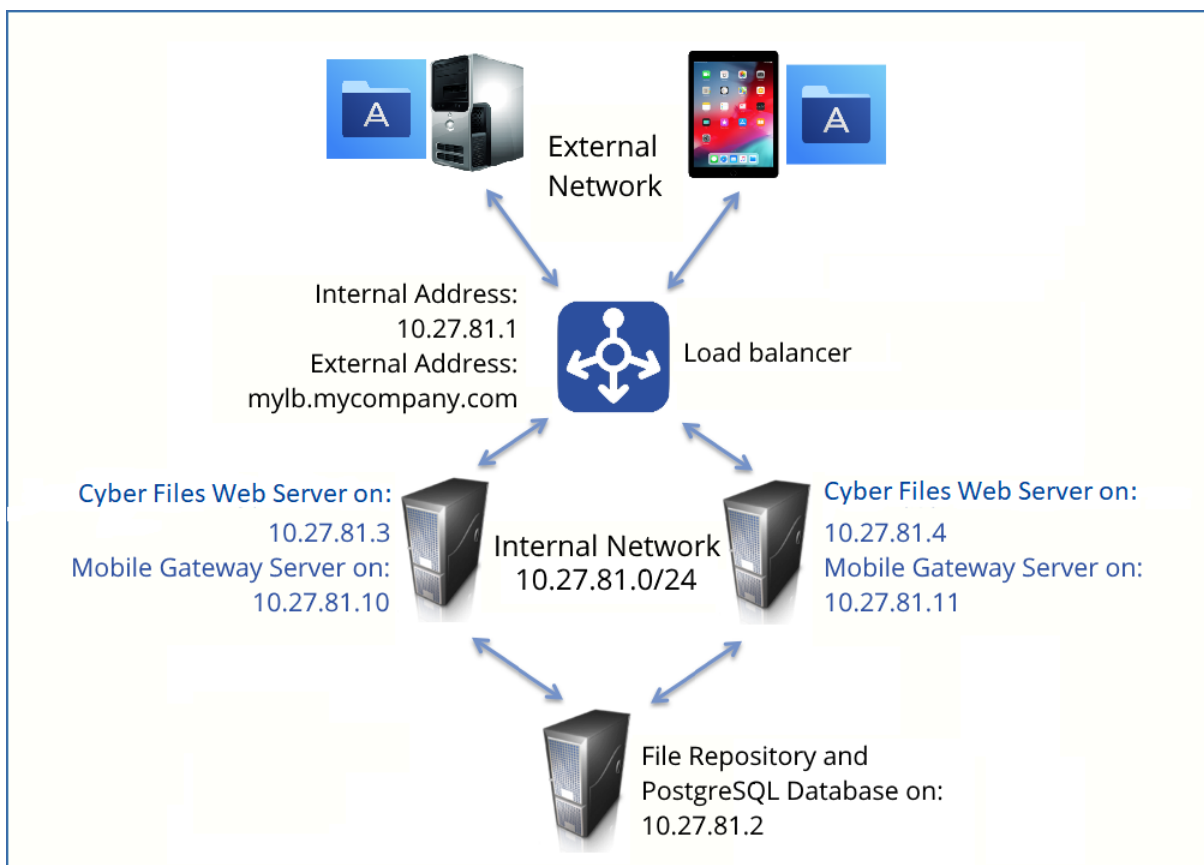 External
Network
Internal Address:
10.27.81.1
External Address:
mylb.mycompany.com
Load balancer
Cyber Files Web Server on:
10.27.81.3
Mobile Gateway Server on:
10.27.81.10
Internal Network
10.27.81.0/24
Cyber Files Web Server on:
10.27.81.4
Mobile Gateway Server on:
10.27.81.11
File Repository and
PostgreSQL Database on:
10.27.81.2